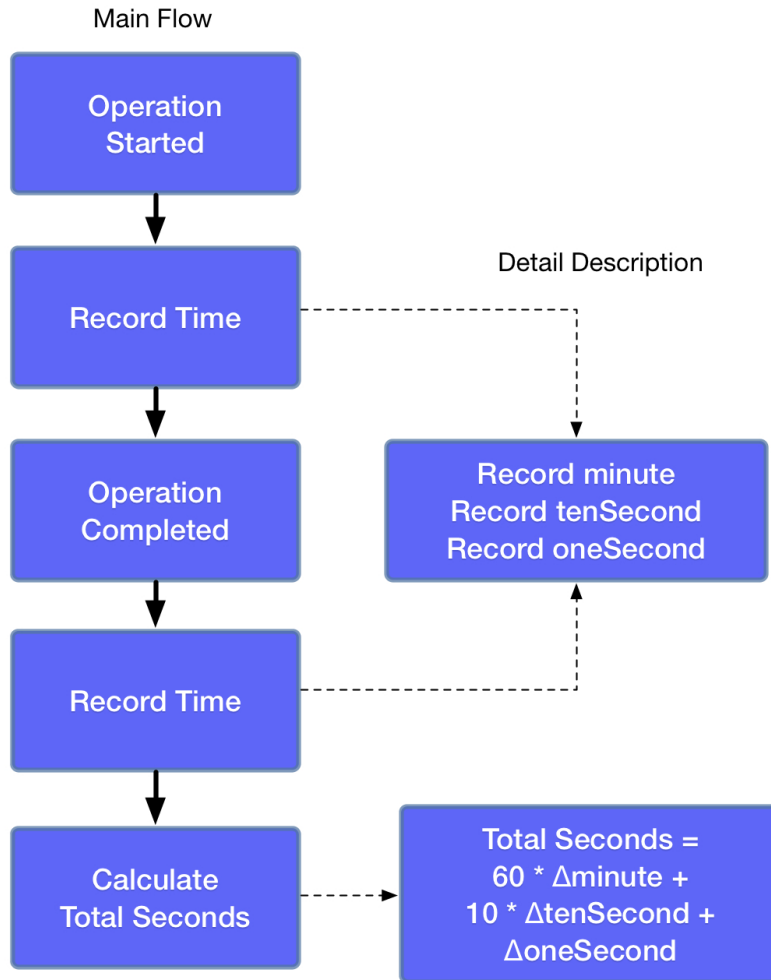 Main Flow
Operation
Started
Record Time
Detail Description
Operation
Completed
Record minute
Record tenSecond
Record oneSecond
Record Time
Calculate
Total Seconds
Total Seconds =
60 * Δminute +
10 * ΔtenSecond +
ΔoneSecond